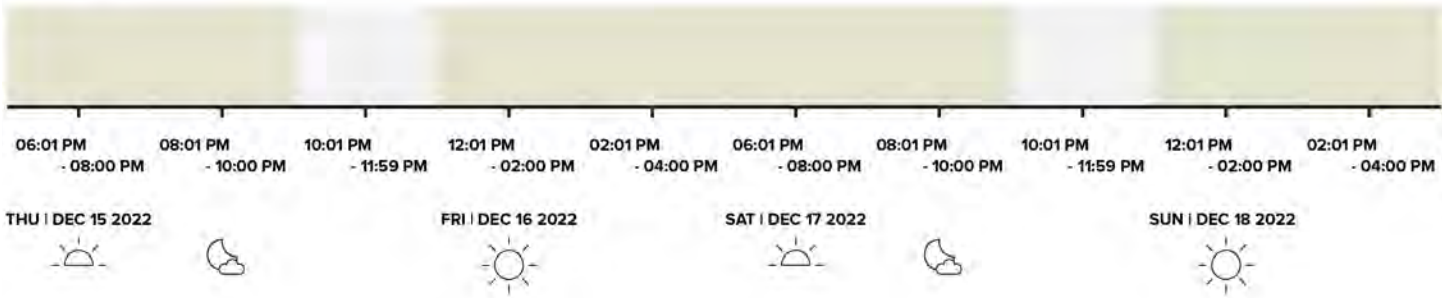 06:01 PM 08:01 PM 10:01 PM 12:01 PM 02:01 PM 06:01 PM 08:01 PM 10:01 PM 12:01 PM 02:01 PM
- 08:00 PM - 10:00 PM - 11:59 PM - 02:00 PM - 04:00 PM - 08:00 PM - 10:00 PM - 11:59 PM - 02:00 PM - 04:00 PM
THU | DEC 15 2022 FRI | DEC 16 2022 SAT | DEC 17 2022 SUN | DEC 18 2022